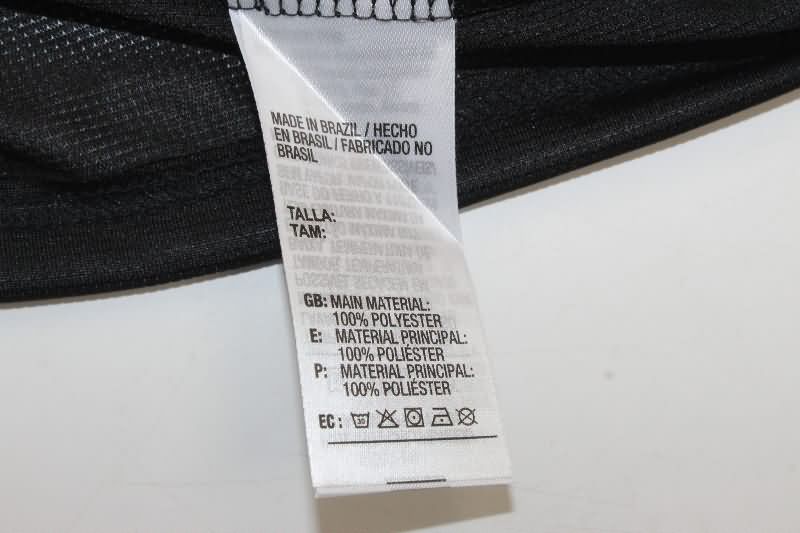 MADE IN BRAZIL / HECHO
EN BRASIL / FABRICADO NO
BRASIL
TALLA:
TAM:
GB: MAIN MATERIAL:
100% POLYESTER
E: MATERIAL PRINCIPAL:
100% POLIÉSTER
P: MATERIAL PRINCIPAL:
100% POLIÉSTER
EC: